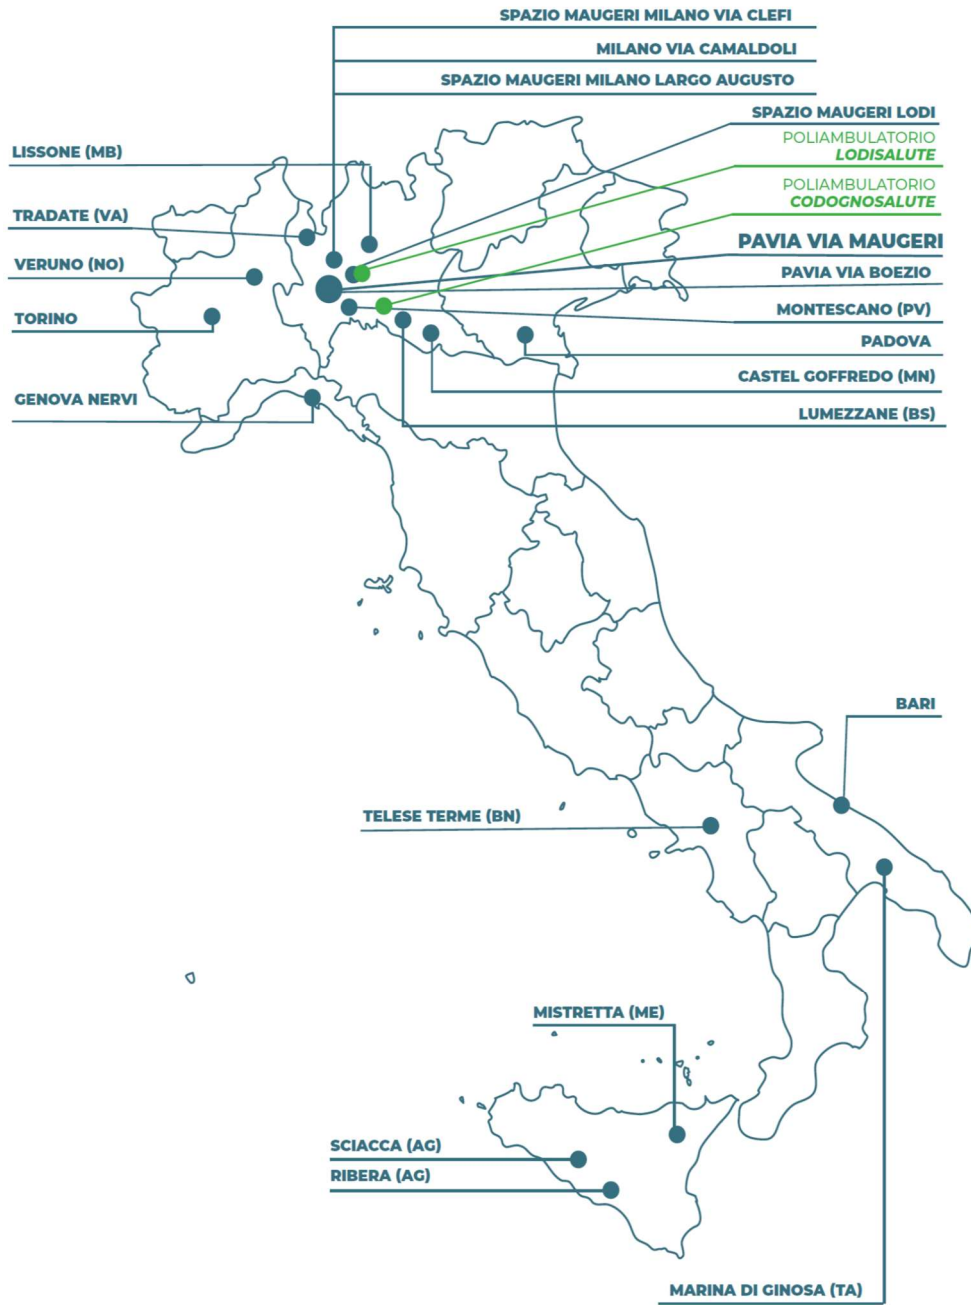 SPAZIO MAUGERI MILANO VIA CLEFI
MILANO VIA CAMALDOLI
SPAZIO MAUGERI MILANO LARGO AUGUSTO
SPAZIO MAUGERI LODI
POLIAMBULATORIO
LODISALUTE
LISSONE (MB)
POLIAMBULATORIO
CODOGNOSALUTE
TRADATE (VA)
PAVIA VIA MAUGERI
VERUNO (NO)
PAVIA VIA BOEZIO
MONTESCANO (PV)
TORINO
PADOVA
CASTEL GOFFREDO (MN)
GENOVA NERVI
LUMEZZANE (BS)
BARI
TELESE TERME (BN)
MISTRETTA (ME)
SCIACCA (AG)
RIBERA (AG)
MARINA DI GINOSA (TA)